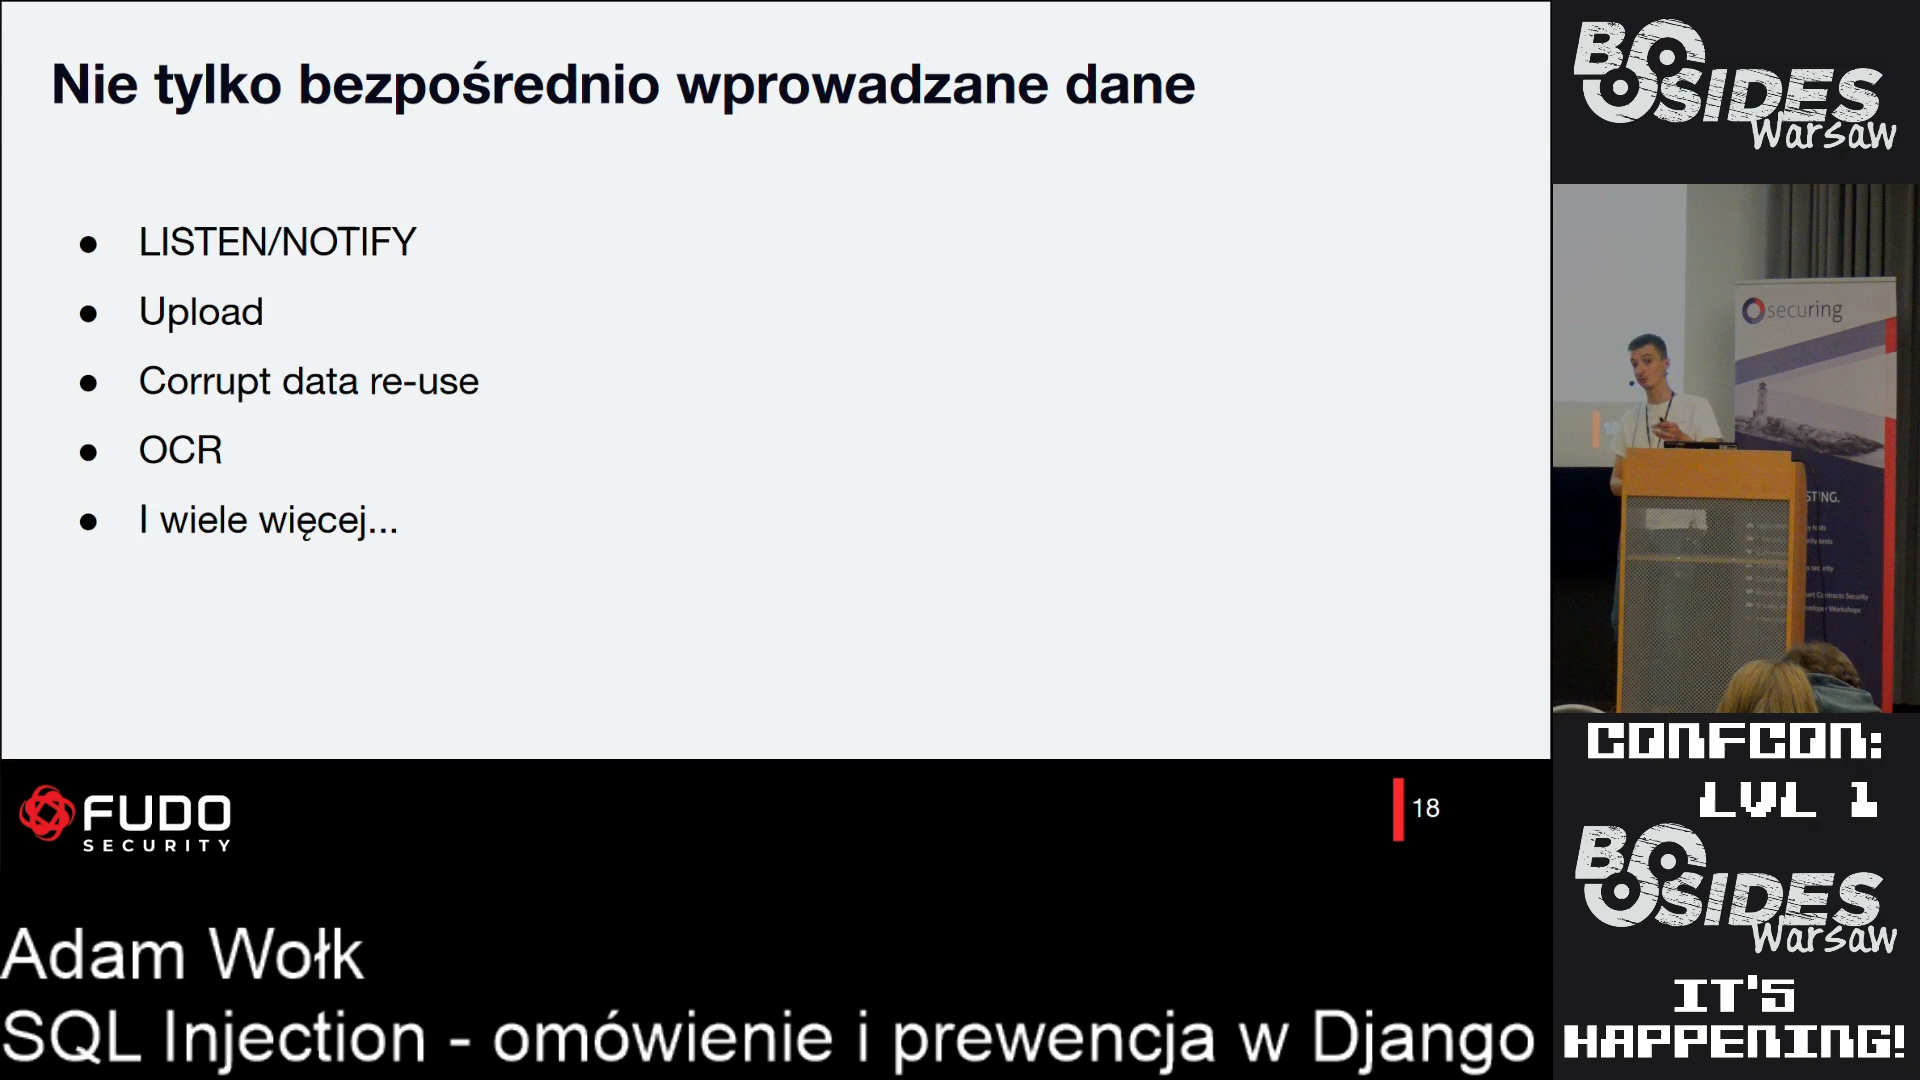 Nie tylko bezpośrednio wprowadzane dane
● LISTEN/NOTIFY
● Upload
● Corrupt data re-use
● OCR
● I wiele więcej...
FUDO
SECURITY
18
Adam Wołk
SQL Injection - omówienie i prewencja w Django
BSIDES
Warsaw
securing
STING.
CONFCON:
LVL 1
BSIDES
Warsaw
IT'S
HAPPENING!